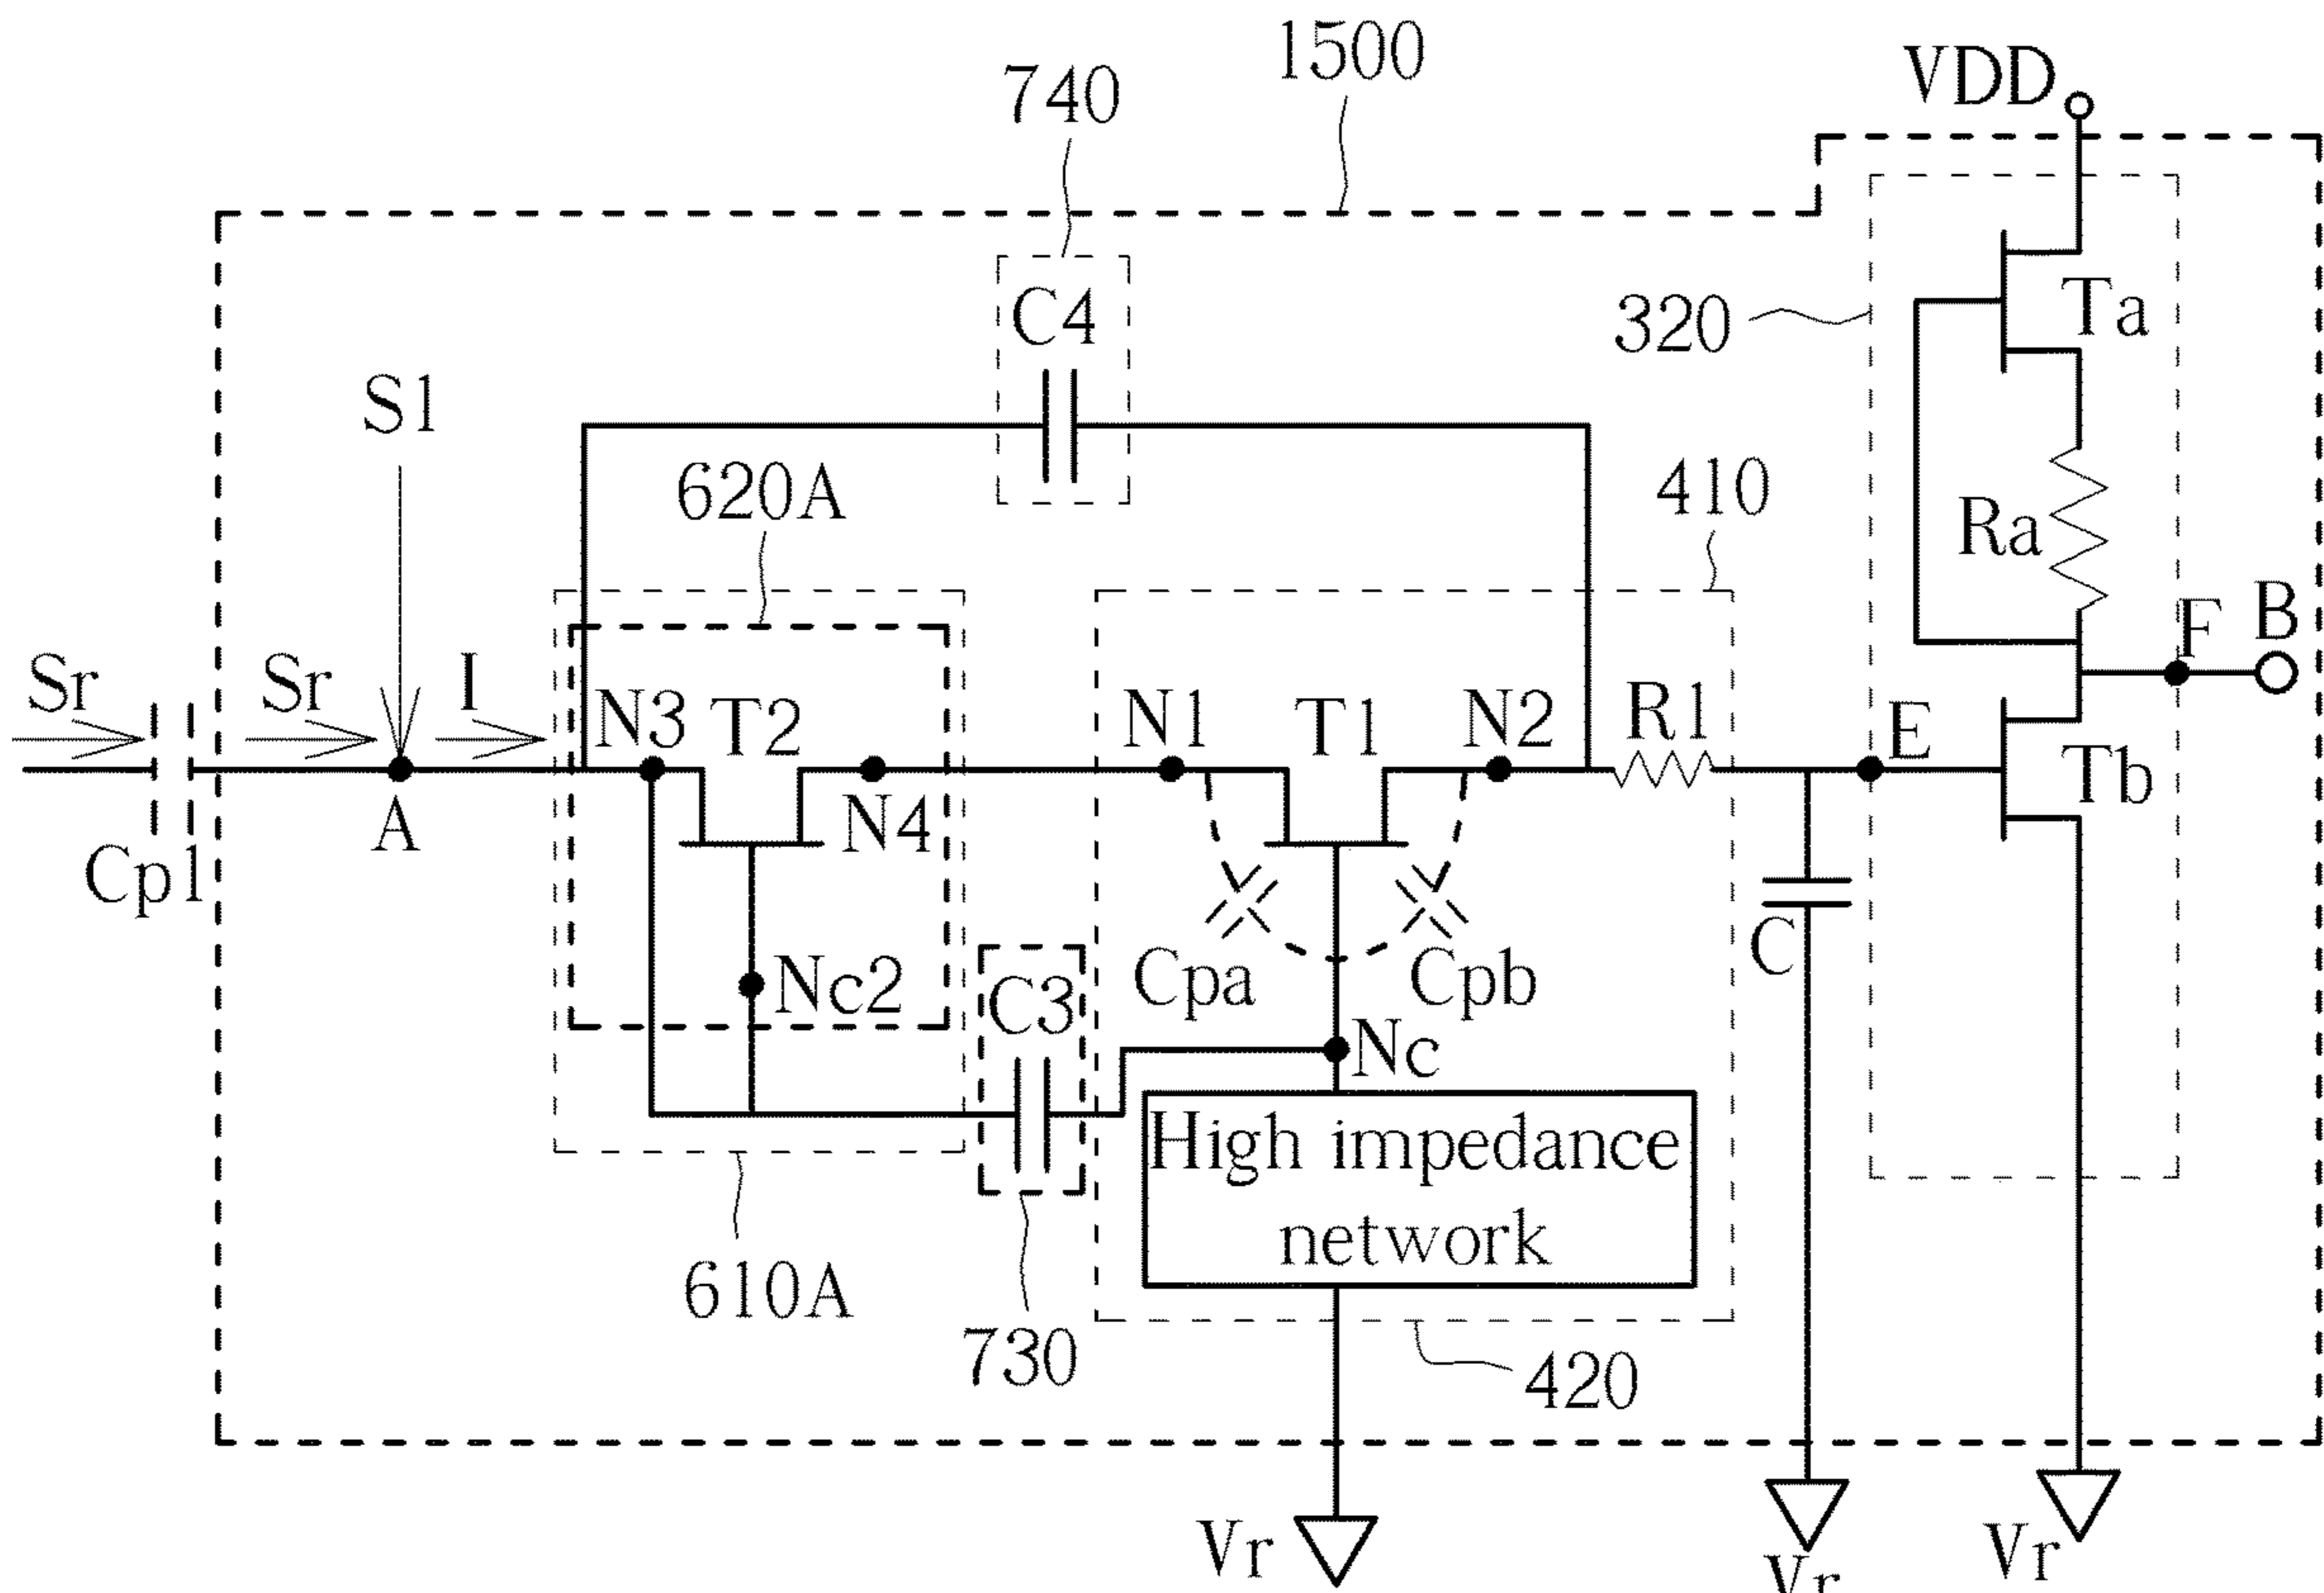 1500
740
VDD
C4
Ta
320
S1
620A
410
Ra
F
B
Sr
Sr
I
N3
T2
N1
T1
N2
R1
E
Tb
A
N4
Cp1
Nc2
C3
Cpa
Cpb
C
Nc
High impedance
network
610A
730
420
Vr
Vr
Vr